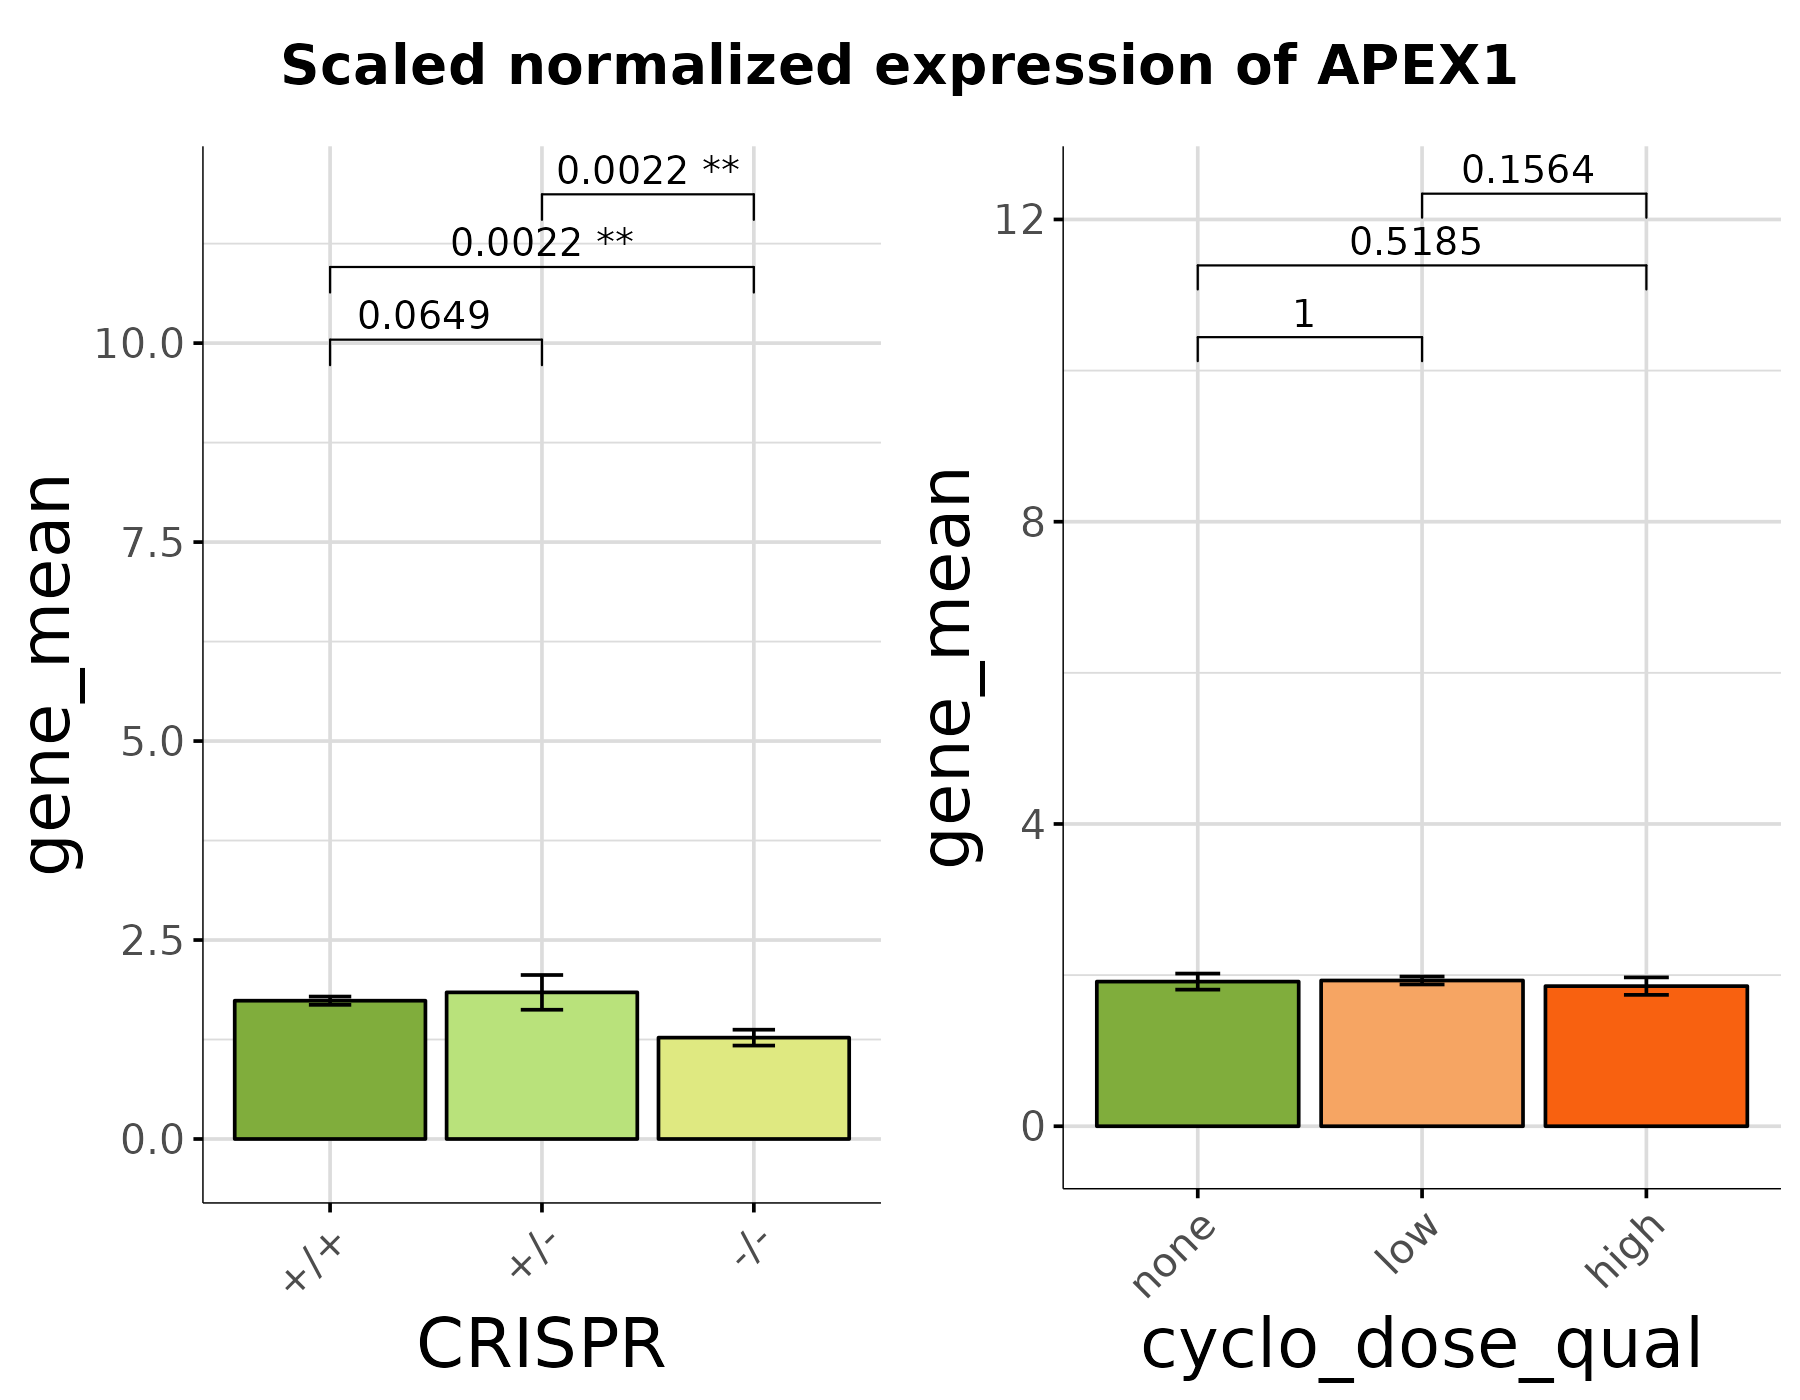 Scaled normalized expression of APEX1
gene_mean
0.0022 **
0.0022 **
0.0649
10.0
7.5
5.0
2.5
0.0
+/+
+/-
-/-
CRISPR
gene_mean
0.1564
0.5185
1
12
8
4
0
none
low
high
cyclo_dose_qual